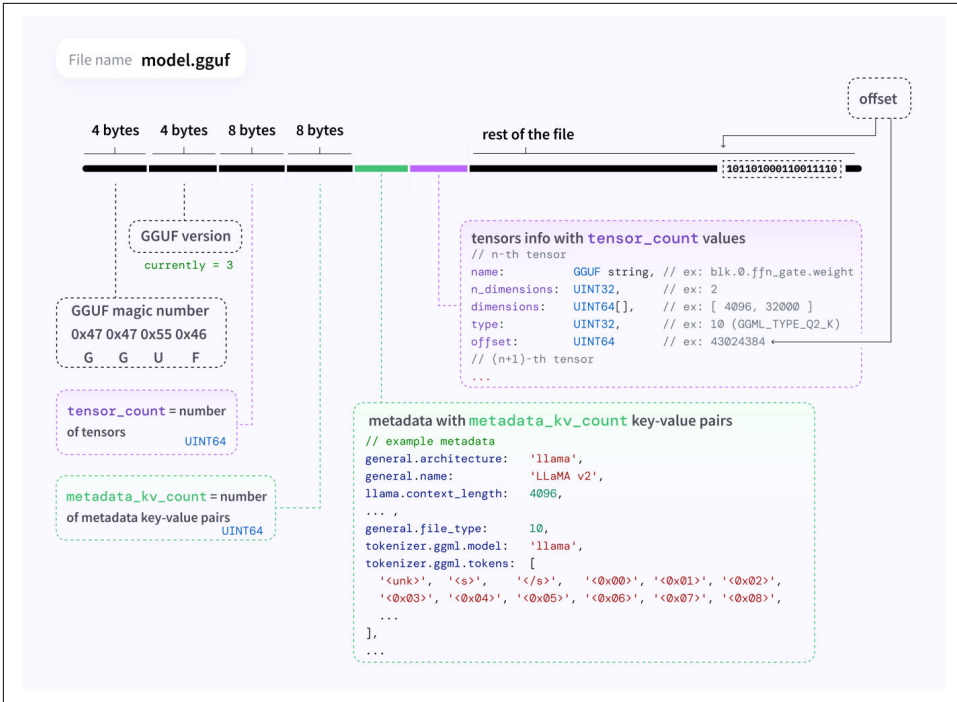 File name model.gguf
offset
4 bytes 4 bytes 8 bytes 8 bytes
rest of the file
101101000110011110
GGUF version
currently = 3
GGUF magic number
0x47 0x47 0x55 0x46
G G U F
tensor_count = number
of tensors
UINT64
metadata_kv_count = number
of metadata key-value pairs
UINT64
tensors info with tensor_count values
// n-th tensor
name: GGUF string, // ex: blk.0.ffn_gate.weight
n_dimensions: UINT32, // ex: 2
dimensions: UINT64[], // ex: [ 4096, 32000 ]
type: UINT32, // ex: 10 (GGML_TYPE_Q2_K)
offset: UINT64 // ex: 43024384
// (n+1)-th tensor
...
metadata with metadata_kv_count key-value pairs
// example metadata
general.architecture: 'llama',
general.name: 'LLaMA v2',
llama.context_length: 4096,
... ,
general.file_type: 10,
tokenizer.ggml.model: 'llama',
tokenizer.ggml.tokens: [
'<unk>', '<s>', '</s>', '<0x00>', '<0x01>', '<0x02>',
'<0x03>', '<0x04>', '<0x05>', '<0x06>', '<0x07>', '<0x08>',
...
],
...